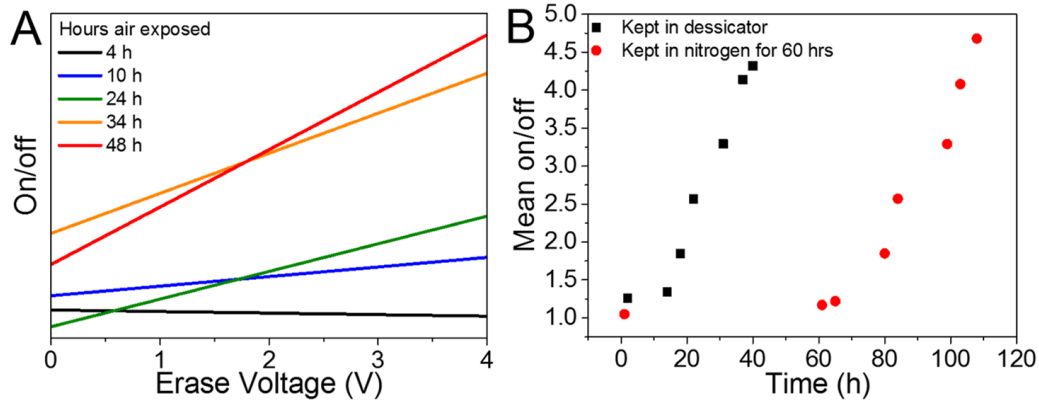 A
Hours air exposed
4 h
10 h
24 h
34 h
48 h
On/off
0
1
2
3
4
Erase Voltage (V)
B
Kept in dessicator
Kept in nitrogen for 60 hrs
Mean on/off
5.0
4.5
4.0
3.5
3.0
2.5
2.0
1.5
1.0
0
20
40
60
80
100
120
Time (h)